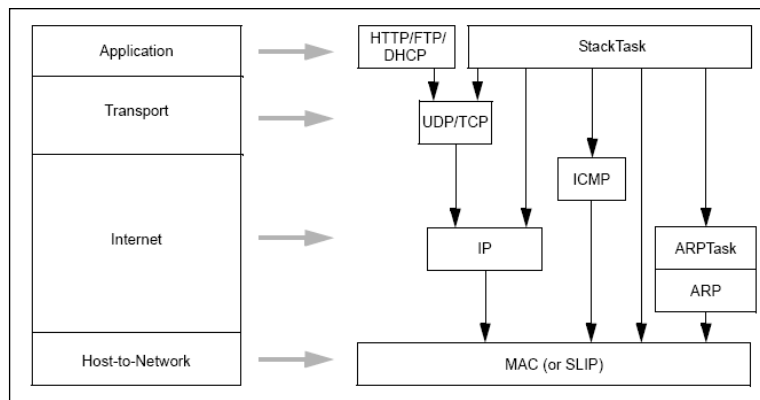 Application
HTTP/FTP/
DHCP
StackTask
Transport
UDP/TCP
ICMP
Internet
IP
ARPTask
ARP
Host-to-Network
MAC (or SLIP)